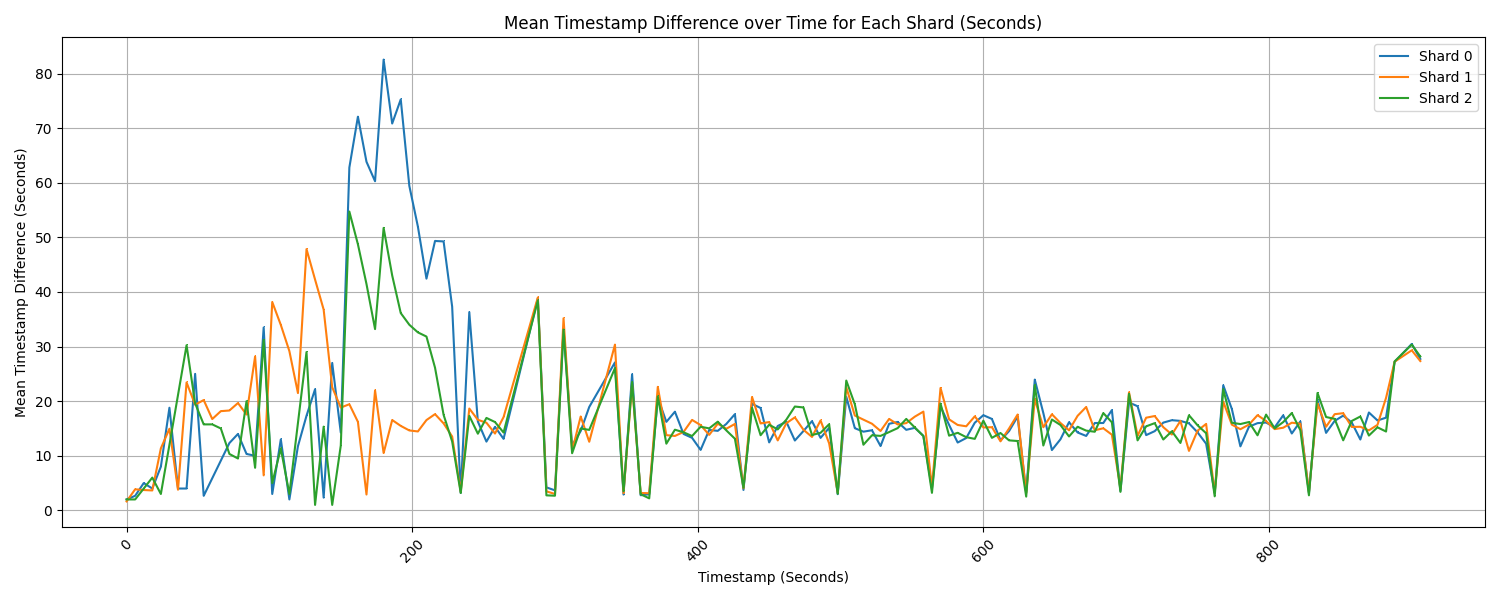 Mean Timestamp Difference over Time for Each Shard (Seconds)
Shard 0
Shard 1
Shard 2
Mean Timestamp Difference (Seconds)
80
70
60
50
40
30
20
10
0
0
200
400
600
800
Timestamp (Seconds)